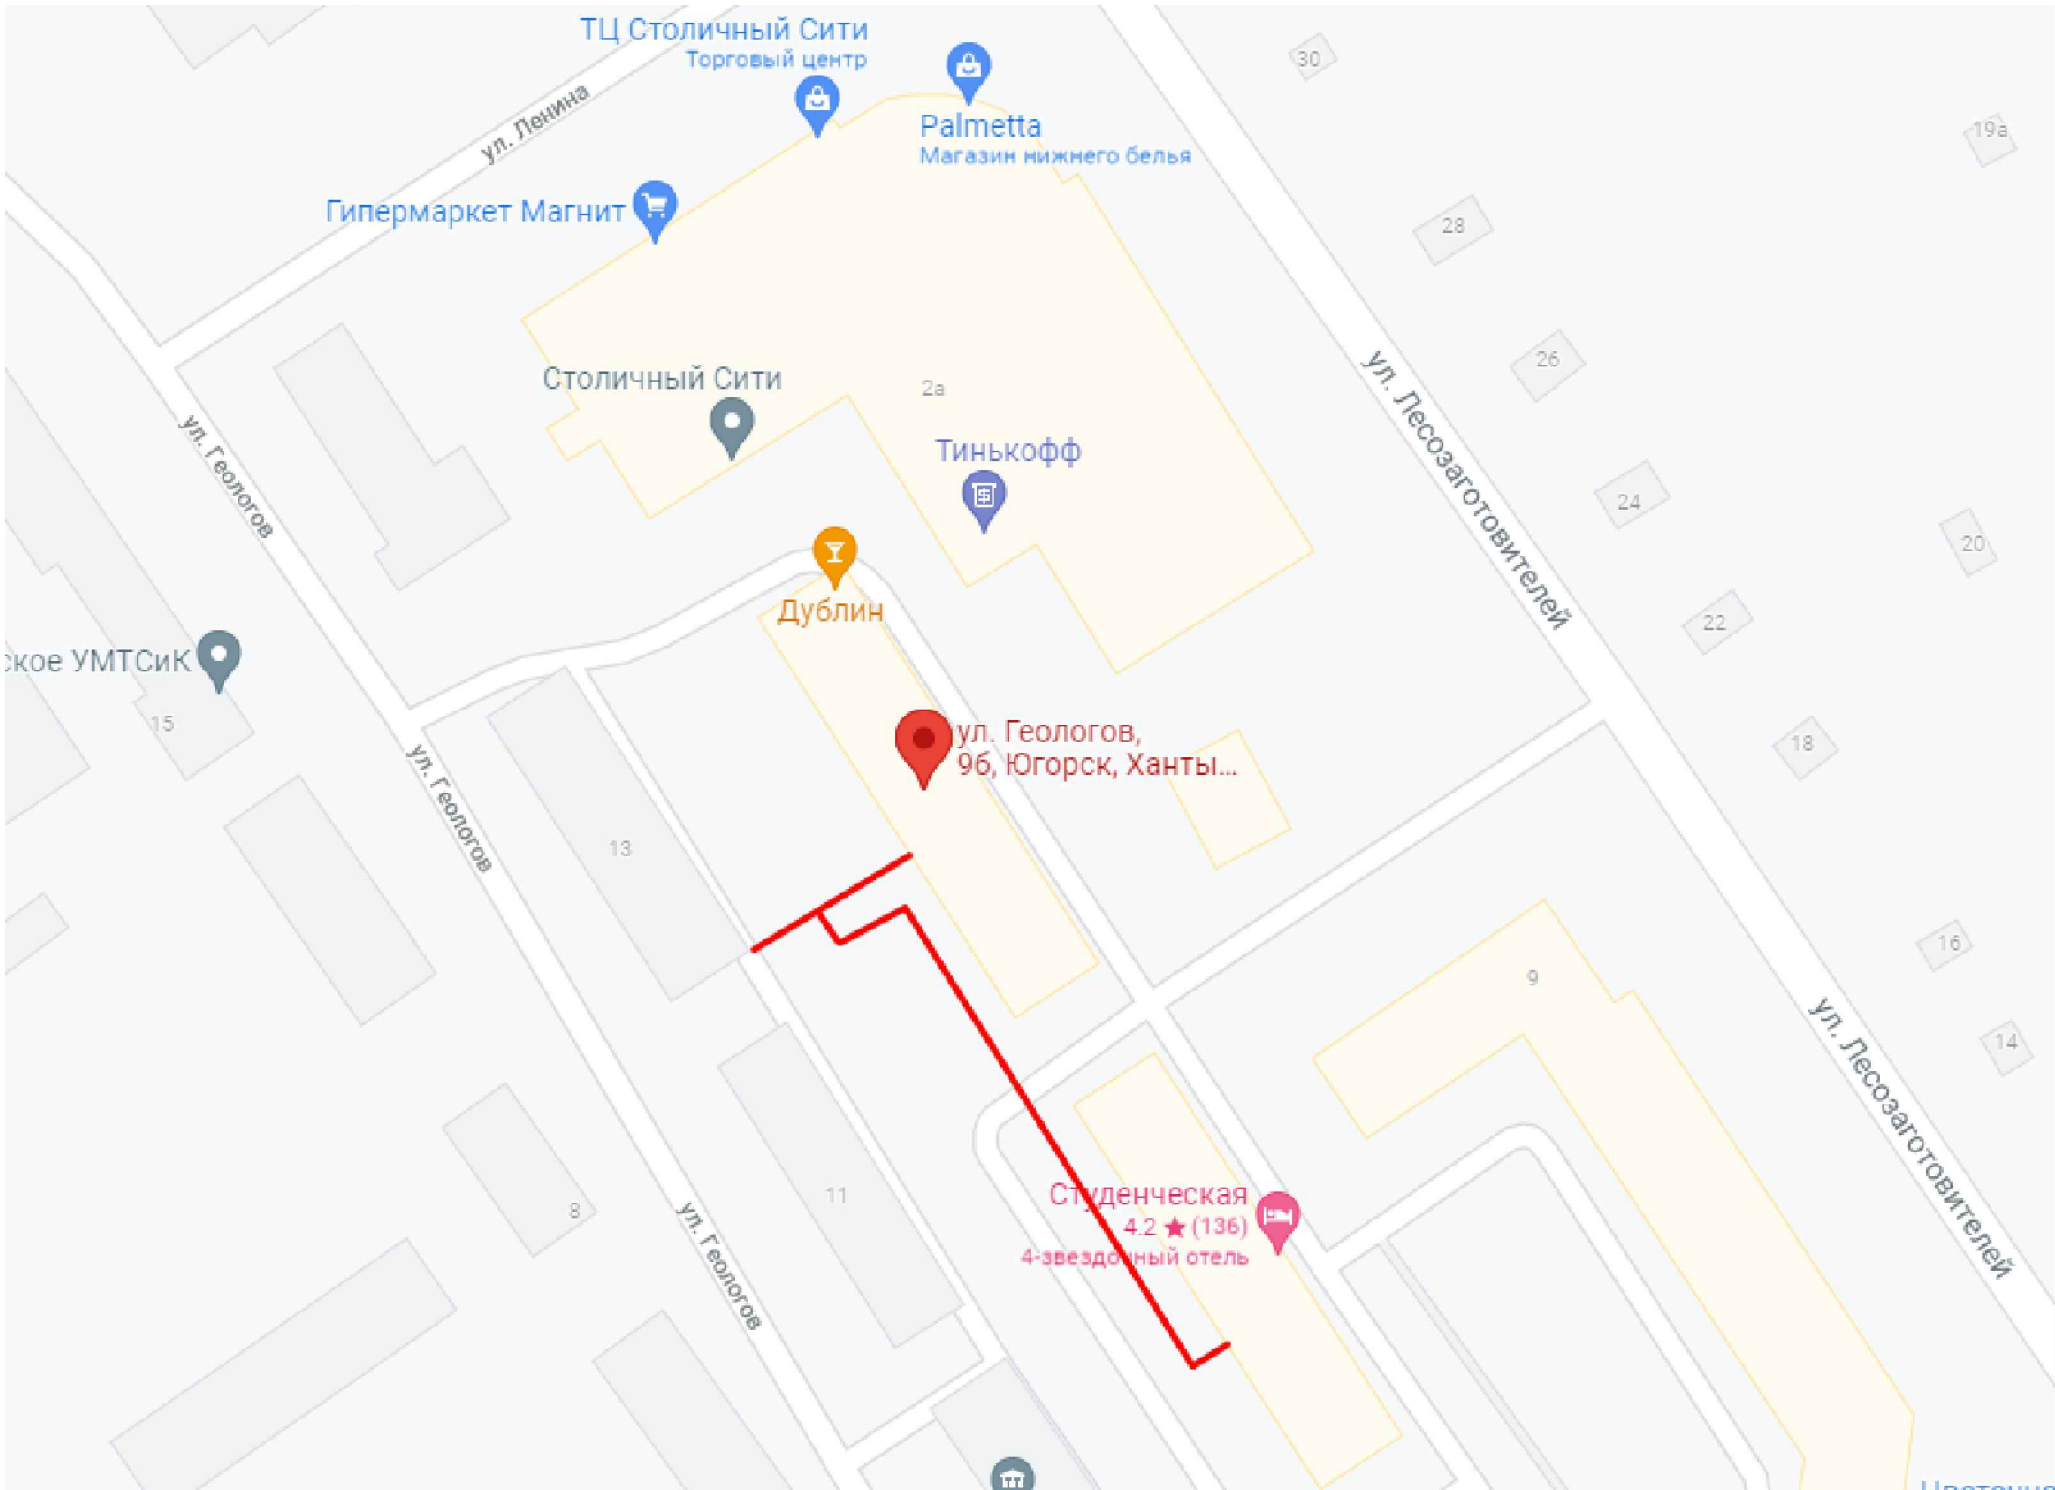 ТЦ Столичный Сити
Торговый центр
30
ул. Ленина
Palmetta
Магазин нижнего белья
19а
Гипермаркет Магнит
28
ул. Лесозаготовителей
26
Столичный Сити
2а
Тинькофф
ул. Геологов
24
20
Дублин
22
ское УМТСиК
15
ул. Геологов,
9б, Югорск, Ханты...
18
ул. Геологов
13
16
9
ул. Лесозаготовителей
14
11
Студенческая
4.2 ★ (136)
4-звездочный отель
8
ул. Геологов